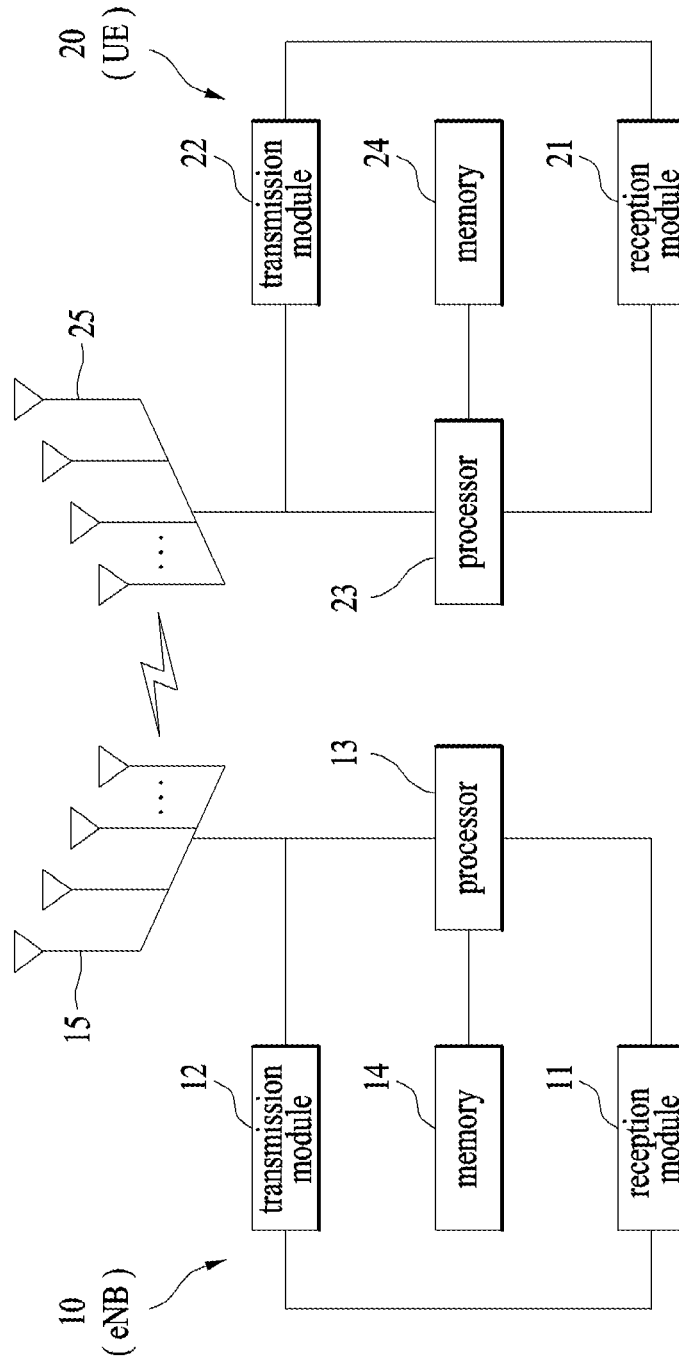 10
( eNB )
15
25
20
( UE )
12
transmission
module
13
22
transmission
module
14
memory
processor
23
processor
24
memory
11
reception
module
21
reception
module
. . .
. . .